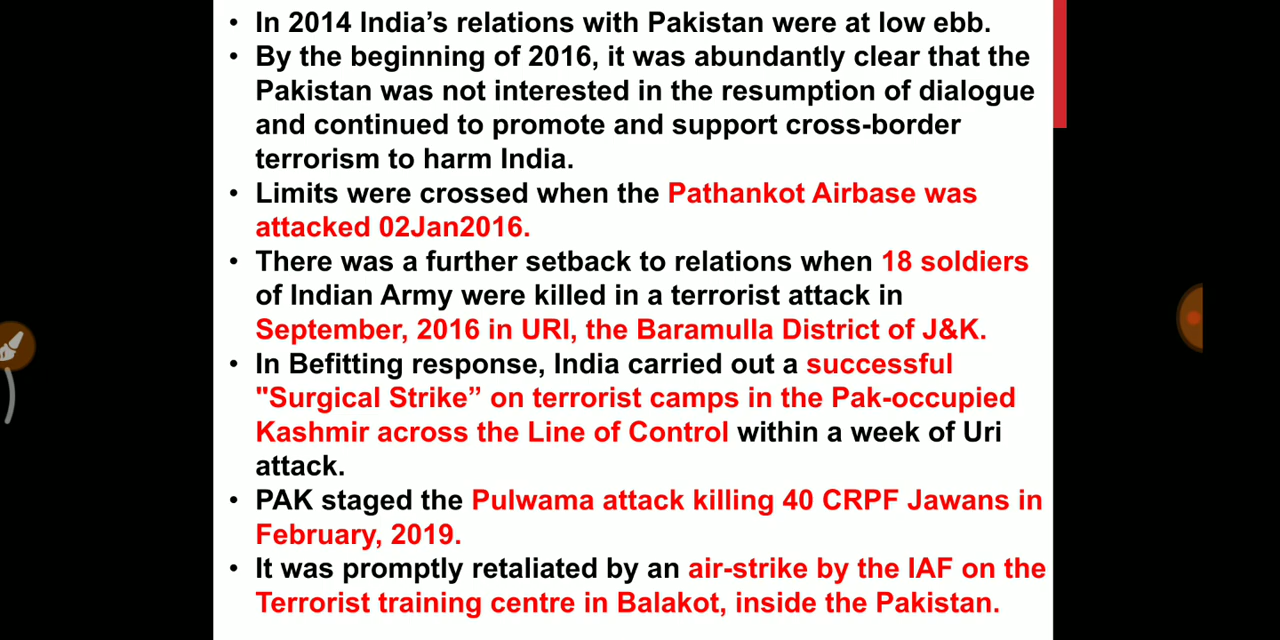 • In 2014 India’s relations with Pakistan were at low ebb.
• By the beginning of 2016, it was abundantly clear that the
Pakistan was not interested in the resumption of dialogue
and continued to promote and support cross-border
terrorism to harm India.
• Limits were crossed when the Pathankot Airbase was
attacked 02Jan2016.
• There was a further setback to relations when 18 soldiers
of Indian Army were killed in a terrorist attack in
September, 2016 in URI, the Baramulla District of J&K.
• In Befitting response, India carried out a successful
"Surgical Strike” on terrorist camps in the Pak-occupied
Kashmir across the Line of Control within a week of Uri
attack.
• PAK staged the Pulwama attack killing 40 CRPF Jawans in
February, 2019.
• It was promptly retaliated by an air-strike by the IAF on the
Terrorist training centre in Balakot, inside the Pakistan.